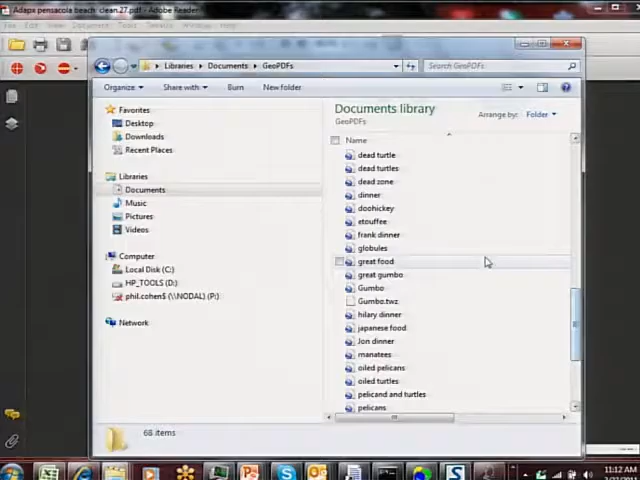 Adapx pensacola beach clean 27.pdf - Adobe Reader
Libraries Documents GeoPDFs
Search GeoPDFs
Organize Share with Burn New folder
Favorites
Desktop
Downloads
Recent Places
Libraries
Documents
Music
Pictures
Videos
Computer
Local Disk (C:)
HP_TOOLS (D:)
phil.cohen$ (\\NODAL) (P:)
Network
Documents library
GeoPDFs
Arrange by: Folder
Name
dead turtle
dead turtles
dead zone
dinner
doohickey
etouffee
frank dinner
globules
great food
great gumbo
Gumbo
Gumbo.twz
hilary dinner
japanese food
Jon dinner
manatees
oiled pelicans
oiled turtles
pelicand and turtles
pelicans
68 items
11:12 AM